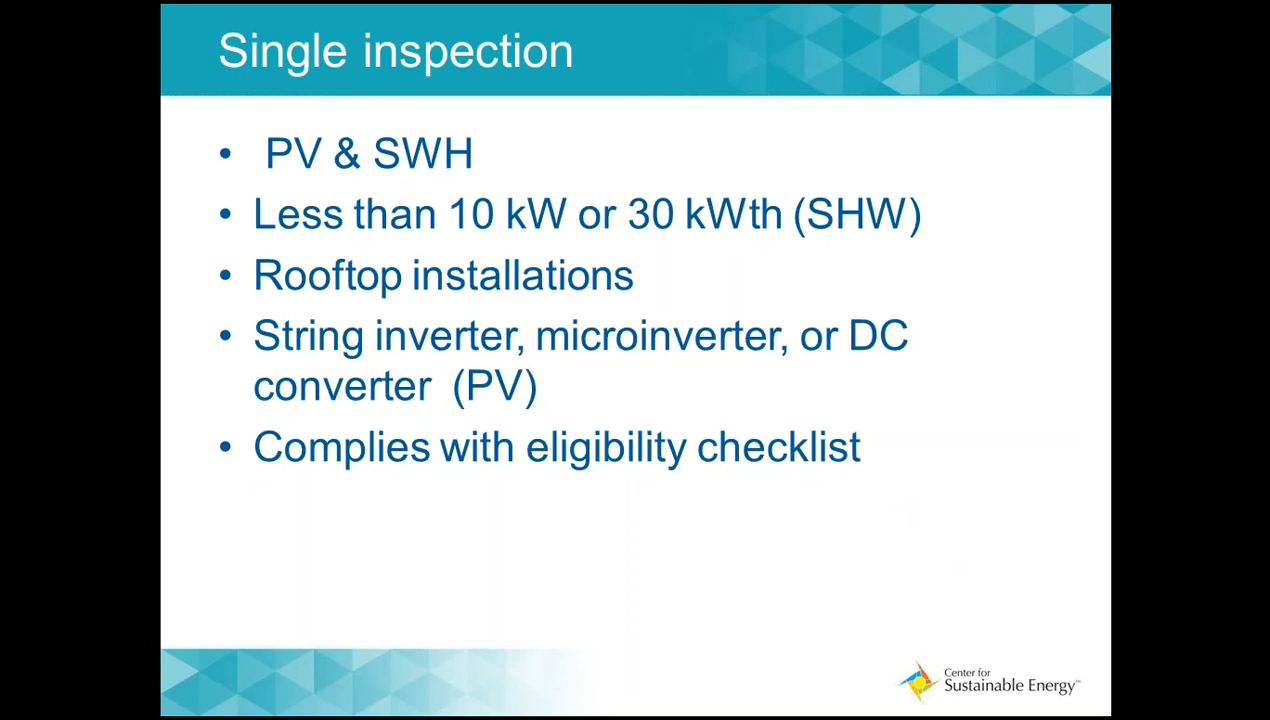 Single inspection
• PV & SWH
• Less than 10 kW or 30 kWth (SHW)
• Rooftop installations
• String inverter, microinverter, or DC
converter (PV)
• Complies with eligibility checklist
Center for
Sustainable Energy™